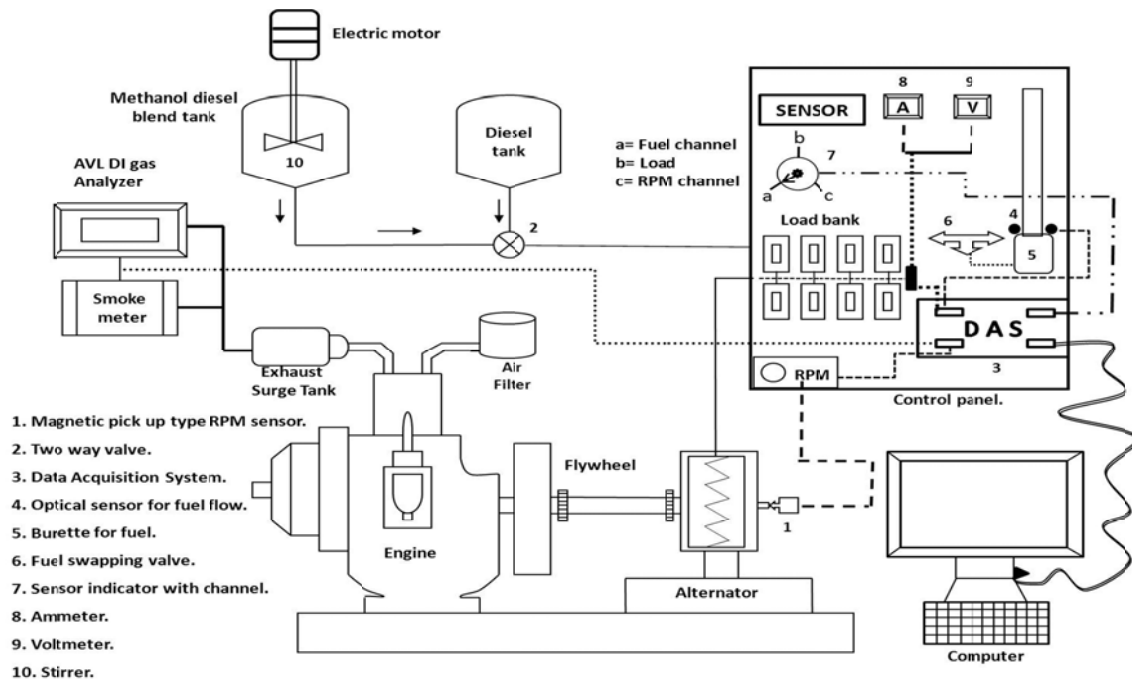 Electric motor
Methanol diesel
blend tank
10
Diesel
tank
2
AVL DI gas
Analyzer
Smoke
meter
Exhaust
Surge Tank
Air
Filter
a= Fuel channel
b= Load
c= RPM channel
SENSOR
8
A
9
V
b
7
a
c
Load bank
6
4
5
DAS
3
RPM
Control panel.
Flywheel
Engine
1
Alternator
Computer
1. Magnetic pick up type RPM sensor.
2. Two way valve.
3. Data Acquisition System.
4. Optical sensor for fuel flow.
5. Burette for fuel.
6. Fuel swapping valve.
7. Sensor indicator with channel.
8. Ammeter.
9. Voltmeter.
10. Stirrer.